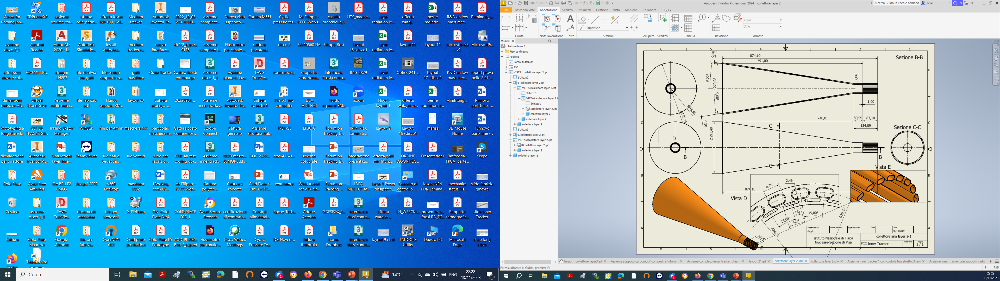 Cones for Cooling Inn...
CDBurnerXP
assieme volume col...
offerta cole-parm...
offerta loson INP-011-Col...
Medium tracker
Autodesk Inventor Pr...
2022_10_03 VTX REGU...
Assieme completo...
Nuova vista supporto ...
Cattura M55J
Cyclic pressure tes...
Mr Filippo - CEPC Works...
casello orecchiella_1
HTS_magne...
Layer radiation le...
offerta wataj...
pesi e radiatio...
R&D on low mass mec...
Reminder_L...
assieme disco 2_1
Acrobat Reader
AutoCAD 2020 - I...
Autodesk Simulatio...
Install Autodes...
medium tracker r...
nuovo interfacc...
46772_signe... 9176
Assieme completo l...
Flussimetro per canale ...
Cattura pocofoa...
disco 2
F2210560146
Filippo Bosi
Layout 16+disco1
Layer radiation le...
layout 11
layout 11
microvite 0.5 - v2
MicrosoftPr...
altri pezzi stave e col...
G20221110...
disegni LN2P3
file di silvia per galli
file venturi supporto in...
galli maschere
Outer Tracker
Cattura fee di edimburgo
Assieme disco 1_1
Assieme piano di lav...
DWG TrueVie...
room_recei...
supporto vibraziona...
Interfaccia flussi contra...
IMG_2879
Layer radiation le...
Optics_241_...
Layout 17+disco1
R&D on low mass mec...
report prova belle 2 07-...
dimensioni detector AT...
Virtual CloneDrive
Assieme midle outer...
file fabrizio pdf
Fluido especial 3M...
layout 20
Cattura albergo ...
20220901_...
Assieme inner tracke...
Autodesk Inventor Pr...
Cattura roberto 1
File sul mio computer
IDEA MDI-FCC
Fluido especial 3M...
Zoom
Nuovi layout_1
offerta watajet ce...
pesi e radiation le...
Minifitting_...
Rinnovo part-time -...
Prototyping a long stave f...
OUTER TRACKERsli...
Inkling Sketch Manager
WinSCP
file per Armin
maschera 444
particolari maschera m...
Cattura costo conference ...
Adobe Connect
Cattura gennaro
Assieme struttura tral...
FP51-SL
EP30TC
Forum on Tracking D...
INFN Pisa, Laminati ...
Layout 9
Layout 18+disco1
marisa
3D Mouse Home
Rinnovo part-time -...
dichiarazione per direttore
Autodesk Inventor Pr...
Simulazioni layer Inne...
TeamViewer
file dati a bedeschi ...
file venturi
slide per fabrizio ...
CLIC air test cooling dp-...
Assieme inner track...
DDTEmesso... & MORELLI ...
DOC-2022...
doc041341...
schema coldplate
Forum on Tracking D...
integrazione presentazi...
offerta galli minifitting...
ORDINE LOSON FCC ...
Présentation1
Raffredda... FPGA parte...
Skype
Cold Plate
Avast Free Antivirus
file BELLE2 CMOS
disegni CEPC
A360 Desktop
maschera 1332
1Booking form FC...
Mr Filippo - CEPC Wor...
Cattura polytec ...
Cattura x roberto
Cold Plate 4 Tubi T=15°...
ventilatore
Wind tunnel for VTX air...
Forum on Tracking ...
IDEA MDI-FCC ta...
Layer 1 Power dissipated
Pannello di controllo - ...
loson INFN Pisa, Lamina...
mechanics status Pis...
slide fabrizio ginevra
Cestino
assieme disco 1_1
DWG TrueVie...
documenti macchina
file per bedeschi
X-PDFsam
OB- Cold Plate 3&4
COLD PLATE FCC_1
Avast Secure Browser
certificazione di contratto...
Consigli alimentari...
Epoxy-Tech...
Adobe Acrobat
GDFSFOX_2...
Interfaccia flussi contra...
offerta watajet ...
LH_WEBCKI...
presentazio... fbosi RD_FC...
Rapporto termografic...
slide inner Tracker
Cattura
Cold Plate Maurizio
Google Chrome
file per fabrizi...
OpenVPN GUI
Cold plate production
Cold Plate L5 Prototype
AOO_PI-202... Bosi F_signed
Flussimetro per canale ...
Cisco Webex Meetings
Cyclic Pressure Te...
DS-Novec-...
fattura iberdrola
home Dropbox
Interfaccia flussi contra...
layout 9 et al
LMTOOLS Utility
Questo PC
Microsoft Edge
slide long stave
Firefox
Thunderbird
assieme
Cerca
14°C
ENG
22:22
13/11/2023
Autodesk Inventor Professional 2024 collettore layer 2
Ricerca Guida in linea e comand
bosi
29
File Posiziona viste Annotazione Schizzo Strumenti Gestione Vista Ambienti Collabora
Superficie
Layer
Stile
Quota Note lavorazione Testo Simboli Recupera Schizzo Tabella Revisione Formato
Modello
collettore layer 2
Risorse disegno
Foglio:1
Bordo di default
ISO
VISTA1:collettore layer 2.ipt
Schizzo2
B:collettore layer 2.ipt
VISTA3:collettore layer 2.ipt
Schizzo1
VISTA4:collettore layer 2.i
Schizzo1
E:collettore layer 2.ipt
collettore layer 2
collettore layer 2
collettore layer 2
Schizzo3
C:collettore layer 2.ipt
VISTA5:collettore layer 2.ipt
D:collettore layer 2.ipt
collettore layer 2
collettore layer 2
6 5 4 3 2 1
Sezione B-B
874,10
791,00
0,50
9,00°
279,98
9,00°
57,06
1,00
R145,74
740,01
50,99
83,10
134,09
0,50
Ø291,48
Sezione C-C
C
C
D
B
B
Vista E
874,10
Vista D
4,70
2,46
0,74
15,00°
15,00°
4,54
R24,21
R26,37
83,10
E
D
C
B
A
D
C
B
A
Progettato da
fbosi
Controllato da
Approvato da
Data
Data
06/11/2023
Istituto Nazionale di Fisica
Nucleare-Sezione di Pisa
collettore aria layer 2-1
FCC-Inner Tracker
Edizione
Foglio
1 / 1
6 5 4 3 2 1
Inizio
collettore layer3.ipt
Assieme suppoto carbonio_7 con peek e tubi.iam
Assieme completo inner tracker _4.iam
layout 21.ipt
collettore layer 2.idw
collettore layer3.idw
Assieme inner tracker 1 con costole bus stretto_3.iam
Assieme inner tracker con supporti carbc
Per visualizzare la Guida, premere F1
1 158
22:22
13/11/2023